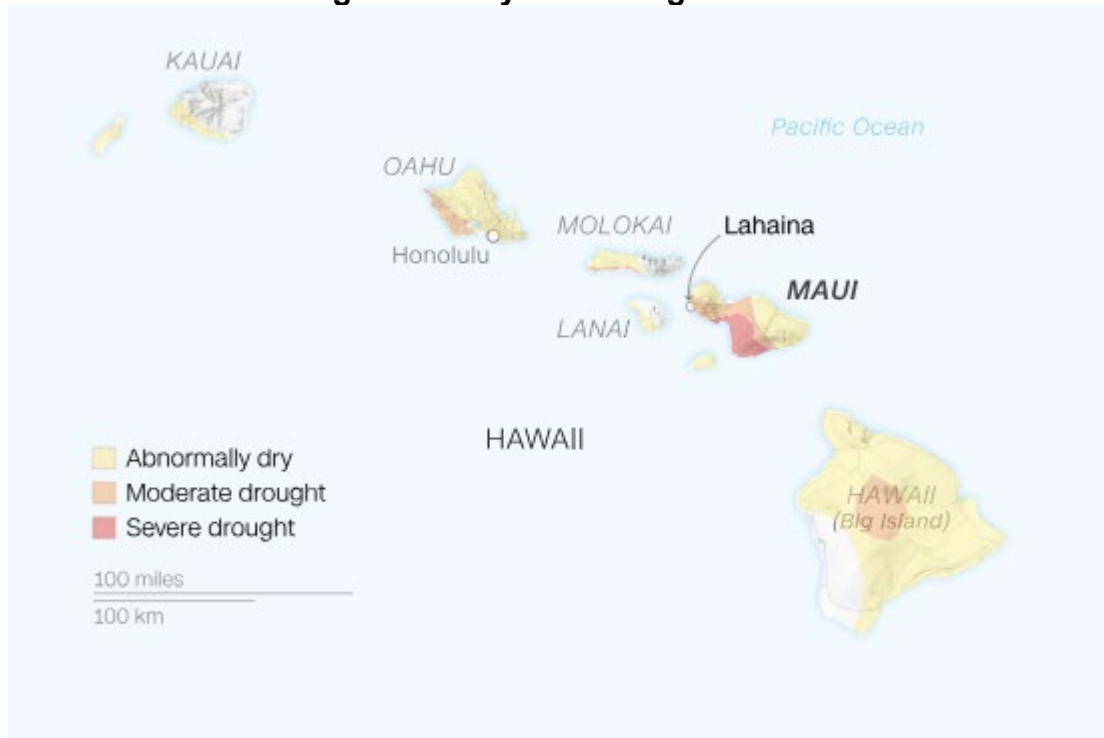 KAUAI
Pacific Ocean
OAHU
MOLOKAI
Lahaina
Honolulu
MAUI
LANAI
HAWAII
Abnormally dry
Moderate drought
Severe drought
HAWAII
(Big Island)
100 miles
100 km